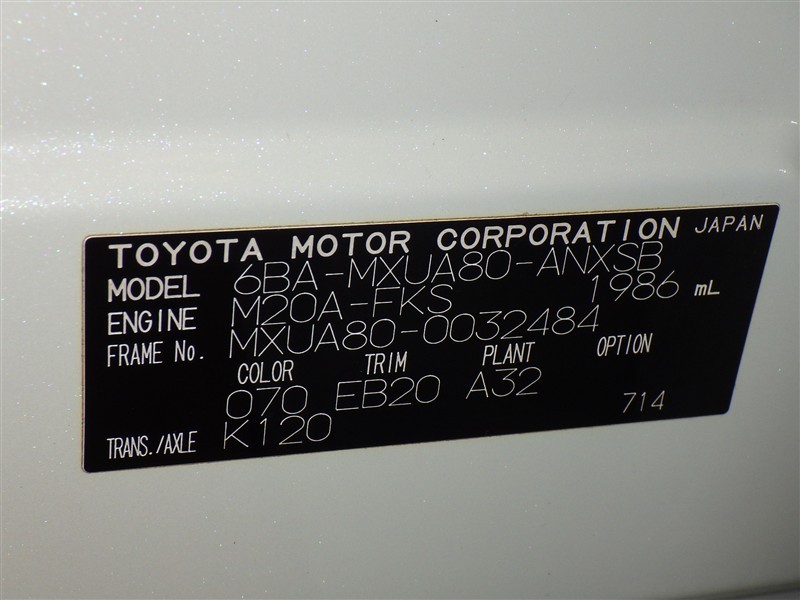 TOYOTA MOTOR CORPORATION JAPAN
MODEL 6BA-MXUA80-ANXSB
ENGINE M20A-FKS 1986 mL
FRAME No. MXUA80-0032484
COLOR TRIM PLANT OPTION
070 EB20 A32 714
TRANS./AXLE K120